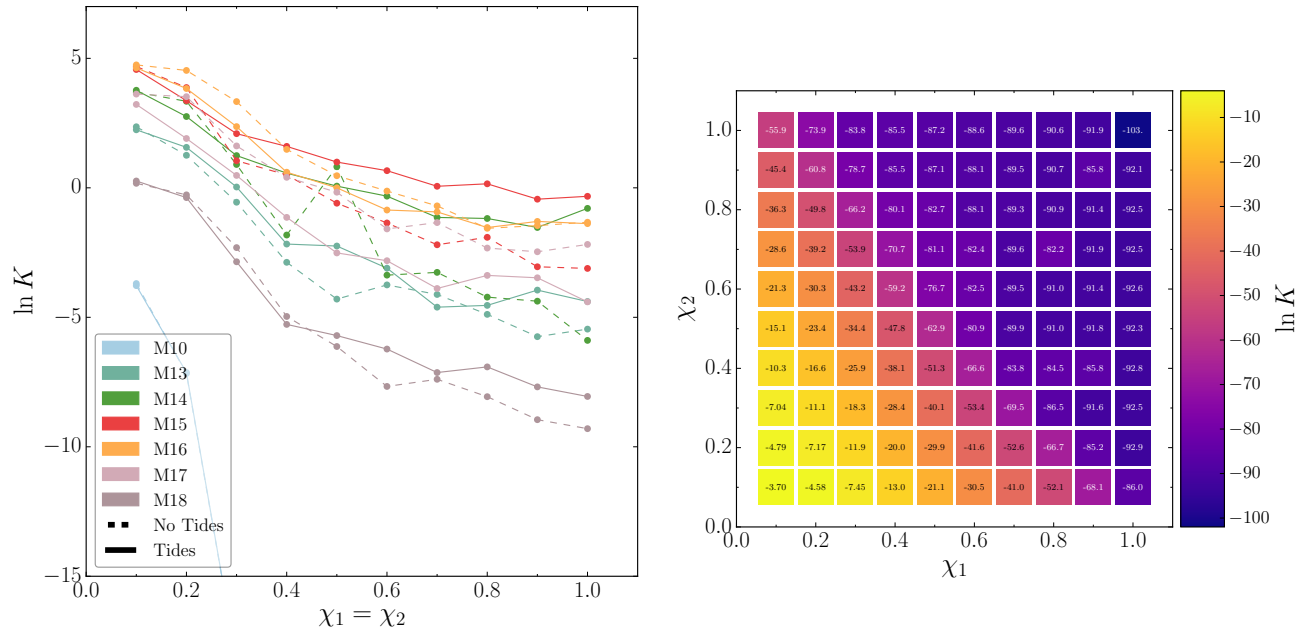 5
0
−5
−10
−15
ln K
0.0 0.2 0.4 0.6 0.8 1.0
χ1 = χ2
M10
M13
M14
M15
M16
M17
M18
No Tides
Tides
1.0
0.8
0.6
0.4
0.2
0.0
χ2
-55.9 -73.9 -83.8 -85.5 -87.2 -88.6 -89.6 -90.6 -91.9 -103.
-45.4 -60.8 -78.7 -85.5 -87.1 -88.1 -89.5 -90.7 -85.8 -92.1
-36.3 -49.8 -66.2 -80.1 -82.7 -88.1 -89.3 -90.9 -91.4 -92.5
-28.6 -39.2 -53.9 -70.7 -81.1 -82.4 -89.6 -82.2 -91.9 -92.5
-21.3 -30.3 -43.2 -59.2 -76.7 -82.5 -89.5 -91.0 -91.4 -92.6
-15.1 -23.4 -34.4 -47.8 -62.9 -80.9 -89.9 -91.0 -91.8 -92.3
-10.3 -16.6 -25.9 -38.1 -51.3 -66.6 -83.8 -84.5 -85.8 -92.8
-7.04 -11.1 -18.3 -28.4 -40.1 -53.4 -69.5 -86.5 -91.6 -92.5
-4.79 -7.17 -11.9 -20.0 -29.9 -41.6 -52.6 -66.7 -85.2 -92.9
-3.70 -4.58 -7.45 -13.0 -21.1 -30.5 -41.0 -52.1 -68.1 -86.0
0.0 0.2 0.4 0.6 0.8 1.0
χ1
−10
−20
−30
−40
−50
−60
−70
−80
−90
−100
ln K